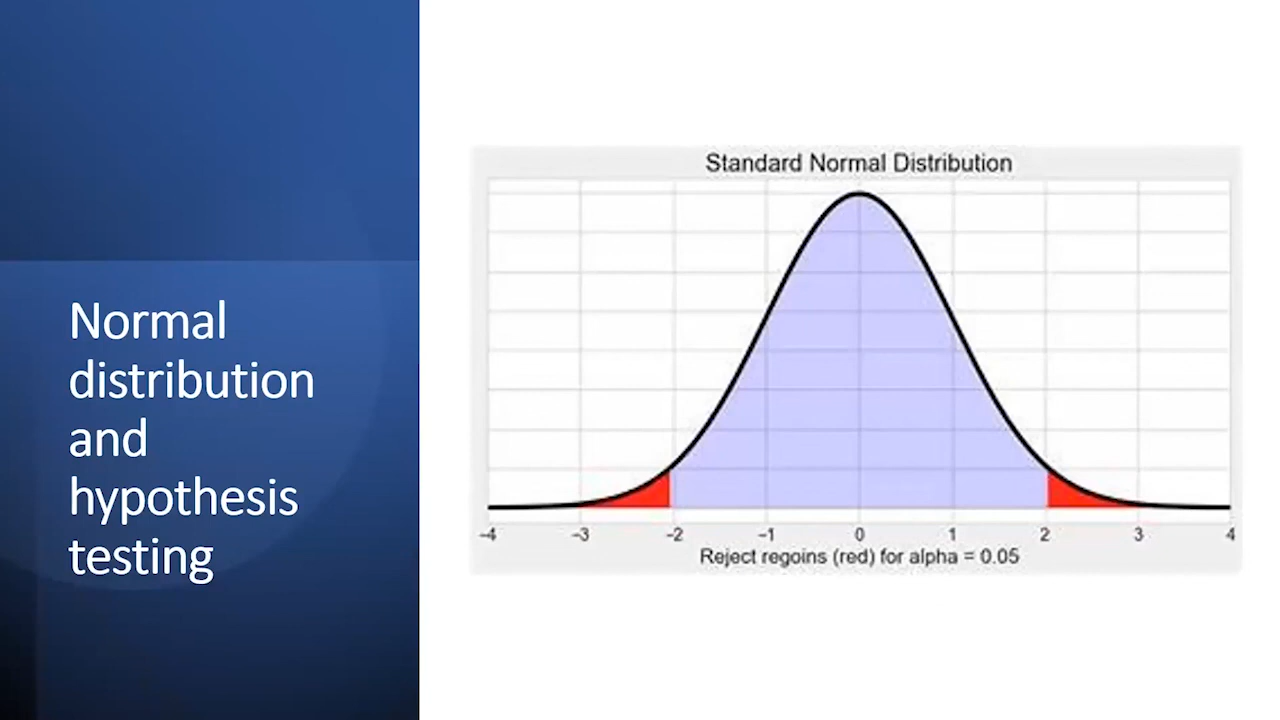 Normal
distribution
and
hypothesis
testing
Standard Normal Distribution
−4 −3 −2 −1 0 1 2 3 4
Reject regoins (red) for alpha = 0.05